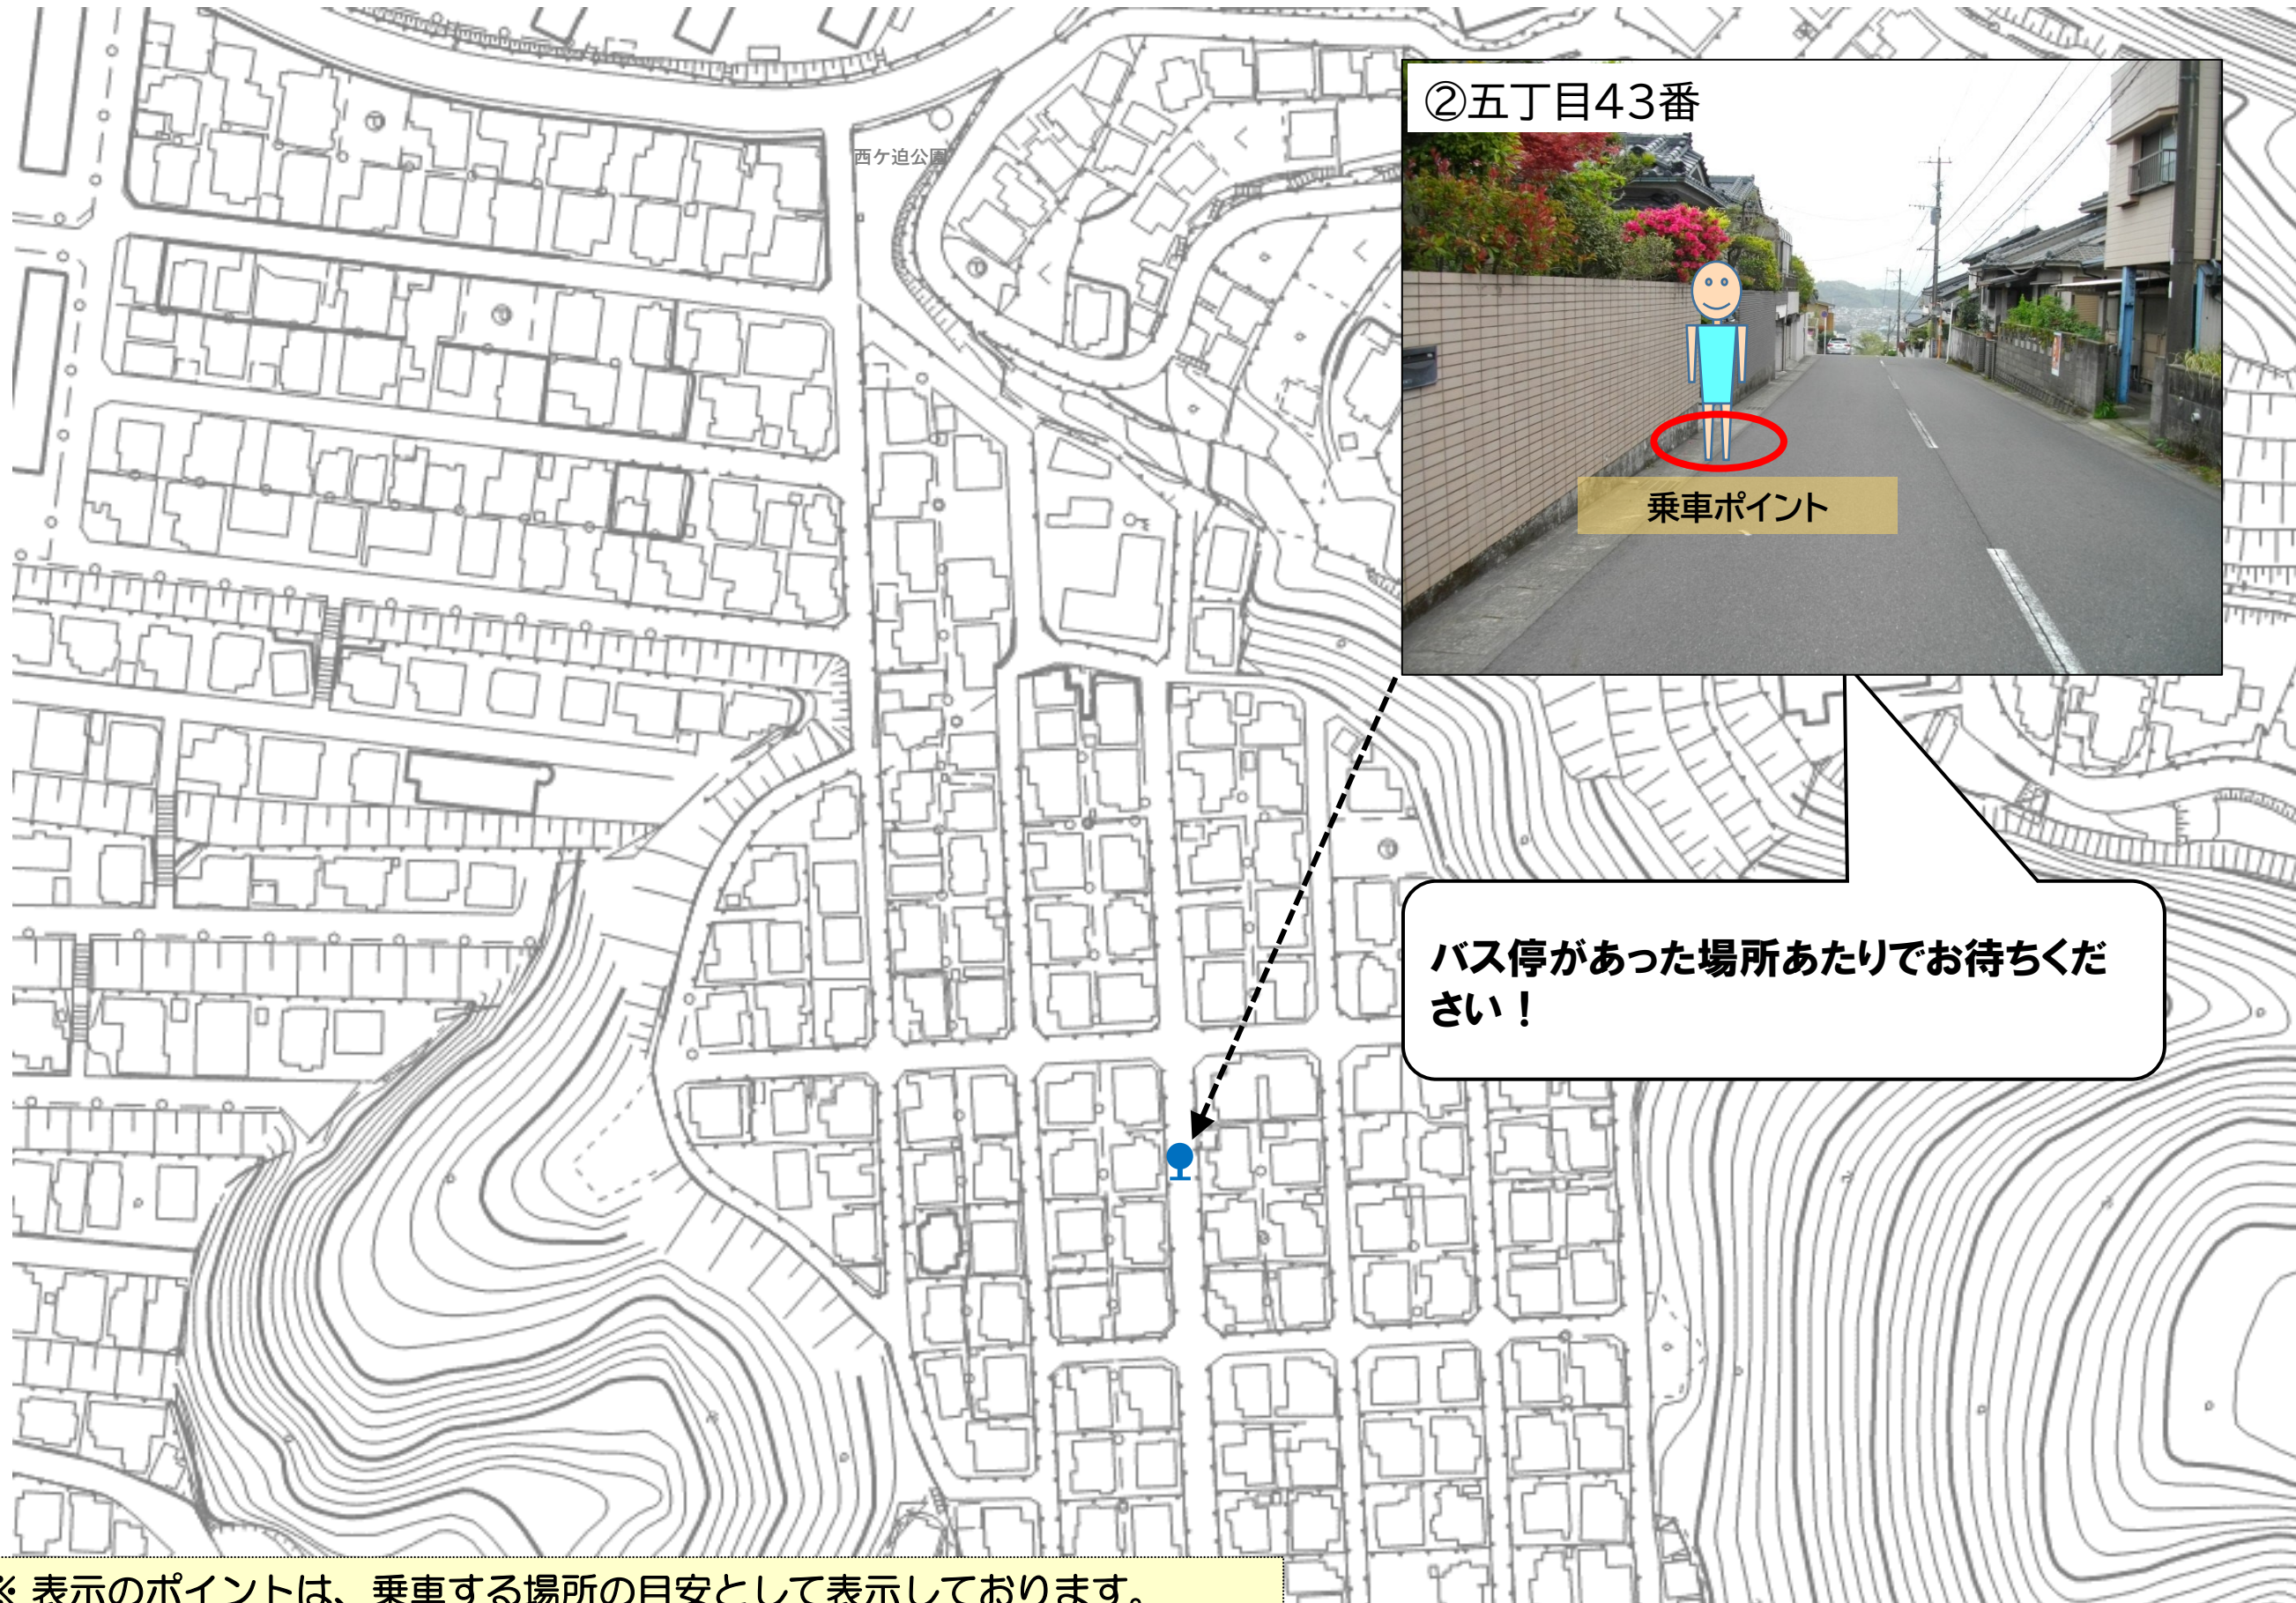 ②五丁目43番
西ケ迫公園
乗車ポイント
バス停があった場所あたりでお待ちくだ
さい！
※ 表示のポイントは、乗車する場所の目安として表示しております。